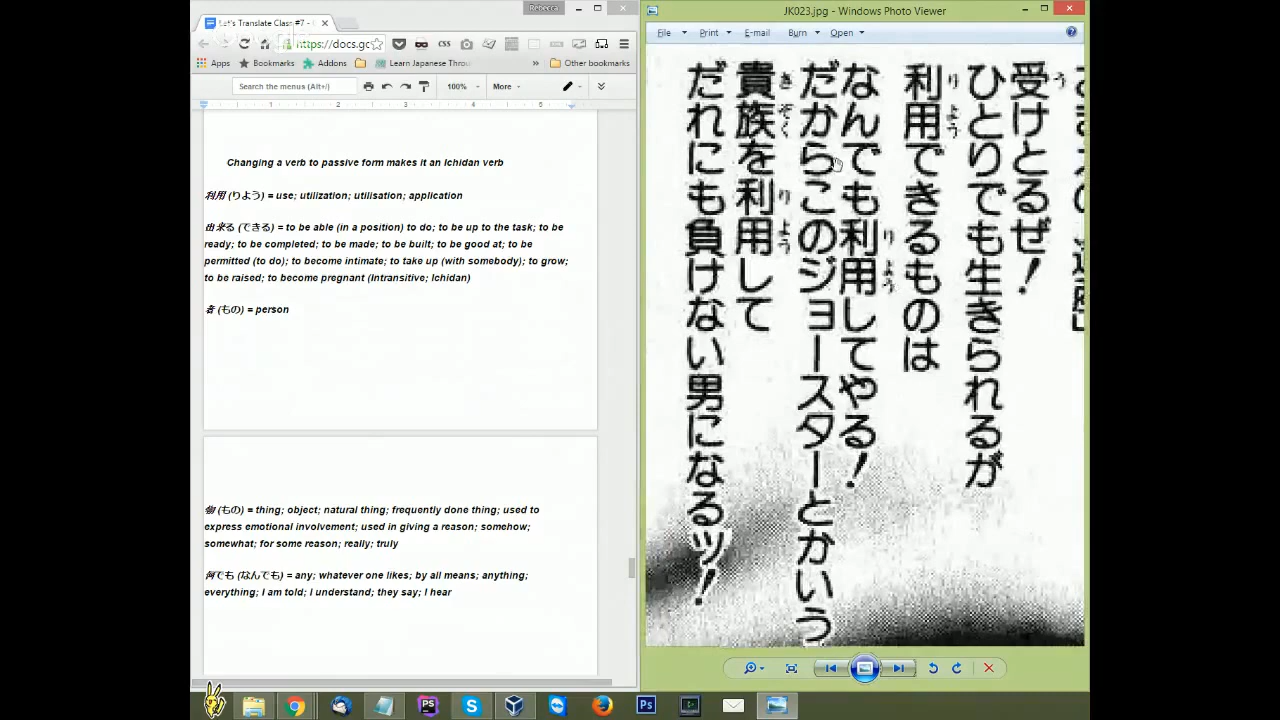 Rebecca
Let's Translate Class #7 -
https://docs.gc
CSS
Apps
Bookmarks
Addons
Learn Japanese Throu
»
Other bookmarks
Search the menus (Alt+/)
100%
More
1 2 3 4 5 6
Changing a verb to passive form makes it an Ichidan verb
利用 (りよう) = use; utilization; utilisation; application
出来る (できる) = to be able (in a position) to do; to be up to the task; to be
ready; to be completed; to be made; to be built; to be good at; to be
permitted (to do); to become intimate; to take up (with somebody); to grow;
to be raised; to become pregnant (Intransitive; Ichidan)
者 (もの) = person
物 (もの) = thing; object; natural thing; frequently done thing; used to
express emotional involvement; used in giving a reason; somehow;
somewhat; for some reason; really; truly
何でも (なんでも) = any; whatever one likes; by all means; anything;
everything; I am told; I understand; they say; I hear
JK023.jpg - Windows Photo Viewer
File
Print
E-mail
Burn
Open
受けとるぜ!
ひとりでも生きられるが
利用できるものは
なんでも利用してやる!
だからこのジョースターとかいう
貴族を利用して
だれにも負けない男になるッ!
PS
Ps